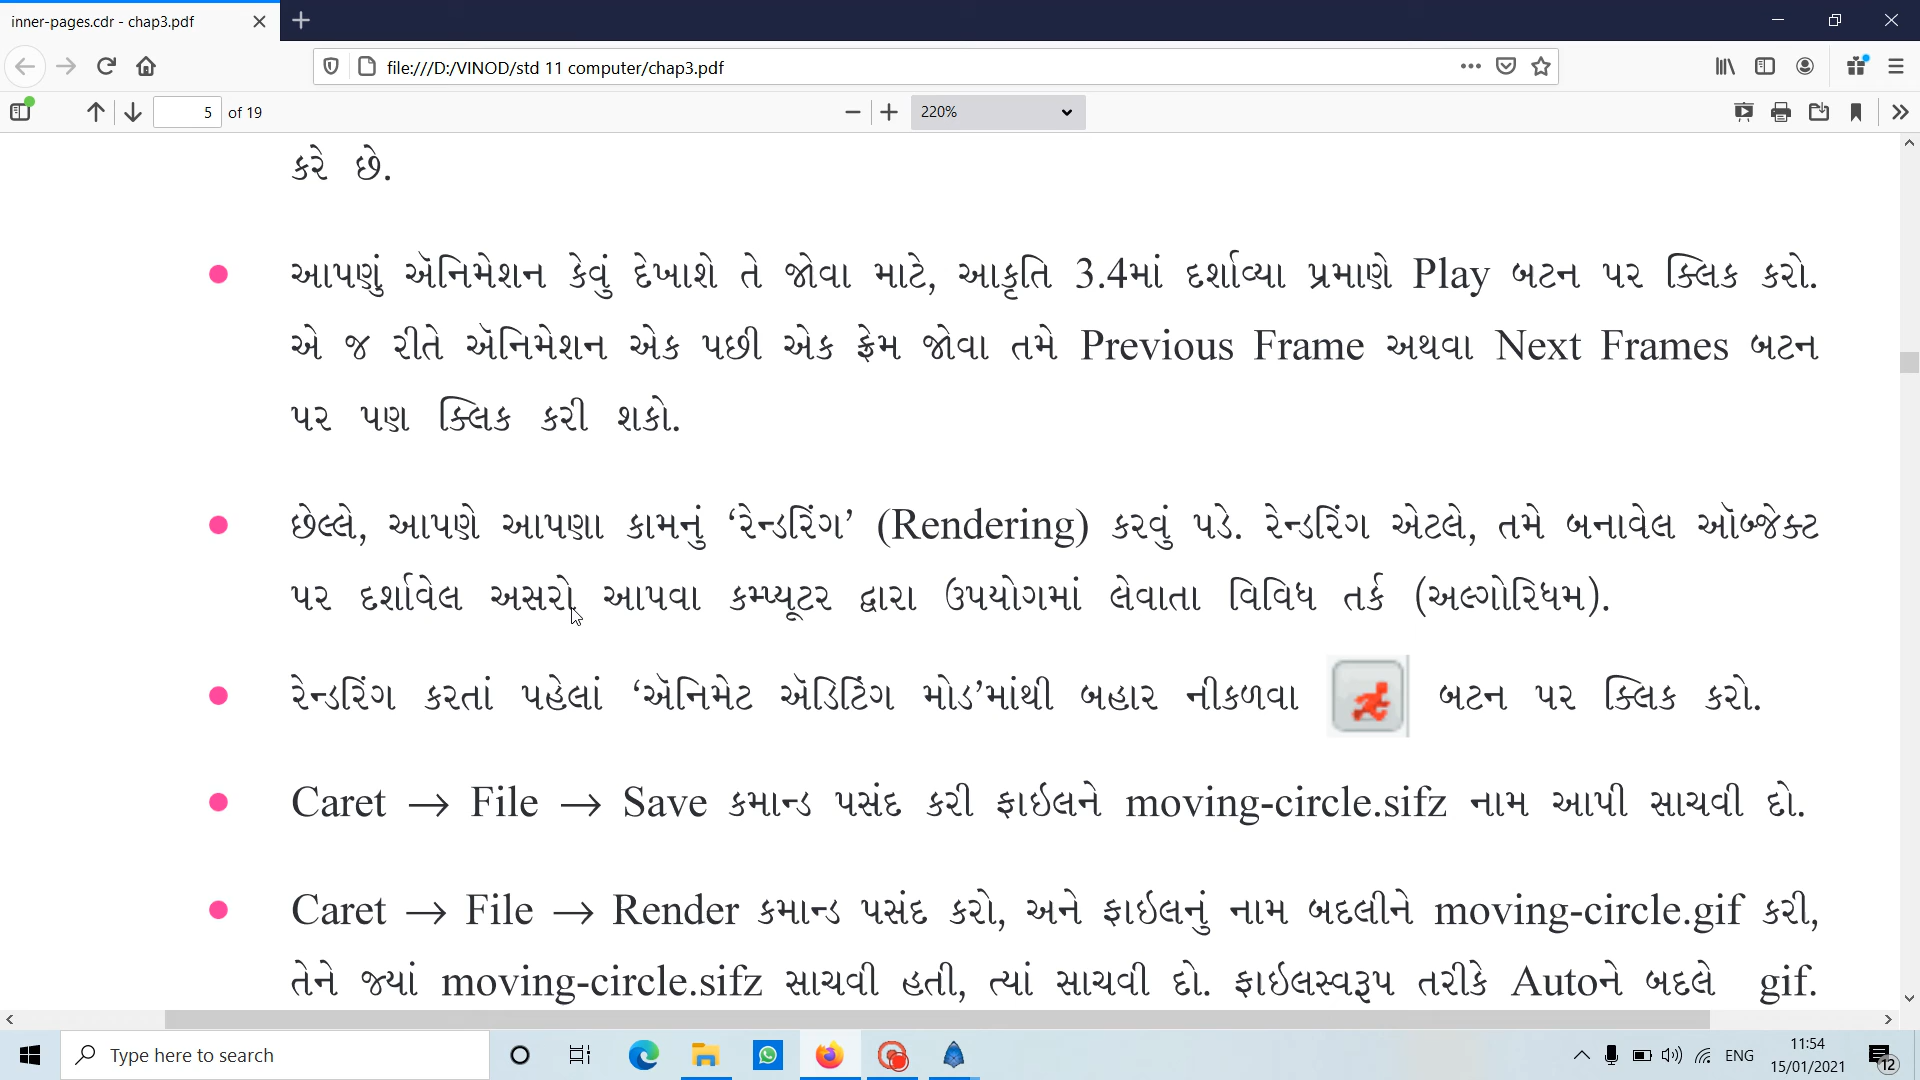 inner-pages.cdr - chap3.pdf
file:///D:/VINOD/std 11 computer/chap3.pdf
5 of 19
220%
કરે છે.
આપણું ઍનિમેશન કેવું દેખાશે તે જોવા માટે, આકૃતિ 3.4માં દર્શાવ્યા પ્રમાણે Play બટન પર ક્લિક કરો.
એ જ રીતે ઍનિમેશન એક પછી એક ફ્રેમ જોવા તમે Previous Frame અથવા Next Frames બટન
પર પણ ક્લિક કરી શકો.
છેલ્લે, આપણે આપણા કામનું ‘રેન્ડરિંગ’ (Rendering) કરવું પડે. રેન્ડરિંગ એટલે, તમે બનાવેલ ઑબ્જેક્ટ
પર દર્શાવેલ અસરો આપવા કમ્પ્યૂટર દ્વારા ઉપયોગમાં લેવાતા વિવિધ તર્ક (અલ્ગોરિધમ).
રેન્ડરિંગ કરતાં પહેલાં ‘ઍનિમેટ ઍડિટિંગ મોડ’માંથી બહાર નીકળવા બટન પર ક્લિક કરો.
Caret → File → Save કમાન્ડ પસંદ કરી ફાઇલને moving-circle.sifz નામ આપી સાચવી દો.
Caret → File → Render કમાન્ડ પસંદ કરો, અને ફાઇલનું નામ બદલીને moving-circle.gif કરી,
તેને જ્યાં moving-circle.sifz સાચવી હતી, ત્યાં સાચવી દો. ફાઇલસ્વરૂપ તરીકે Autoને બદલે gif.
Type here to search
ENG
11:54
15/01/2021
12